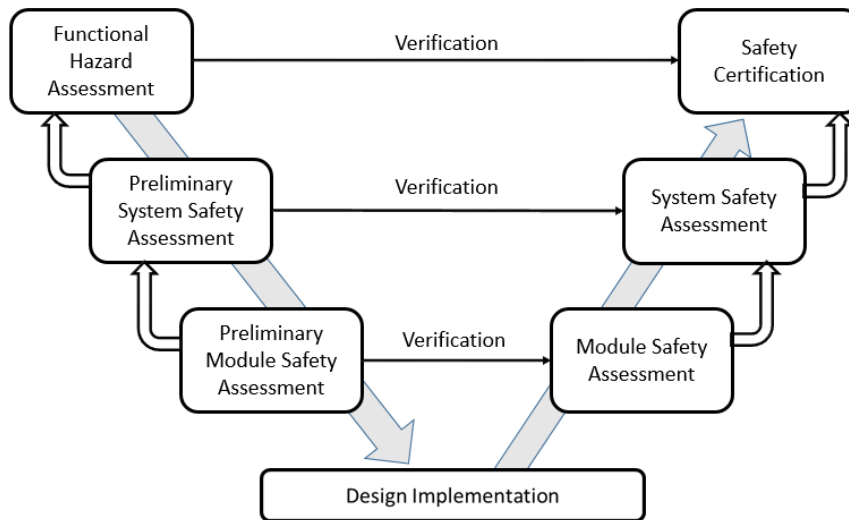 Functional
Hazard
Assessment
Verification
Safety
Certification
Preliminary
System Safety
Assessment
Verification
System Safety
Assessment
Preliminary
Module Safety
Assessment
Verification
Module Safety
Assessment
Design Implementation